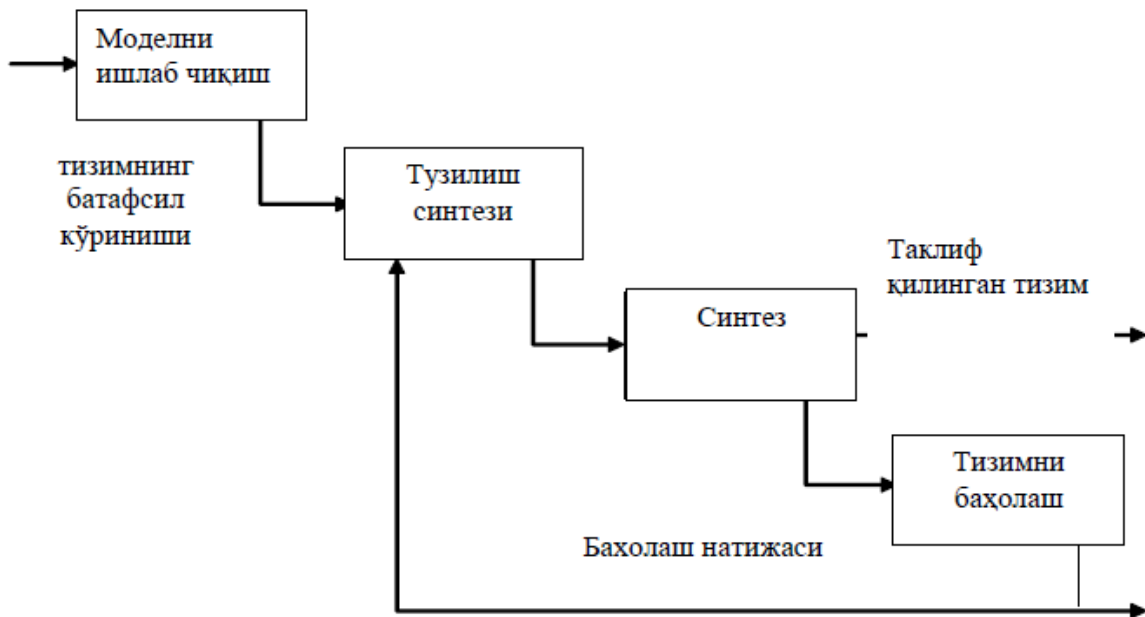 Моделни
ишлаб чиқиш
тизимнинг
батафсил
кўриниши
Тузилиш
синтези
Таклиф
қилинган тизим
Синтез
Тизимни
баҳолаш
Бахолаш натижаси